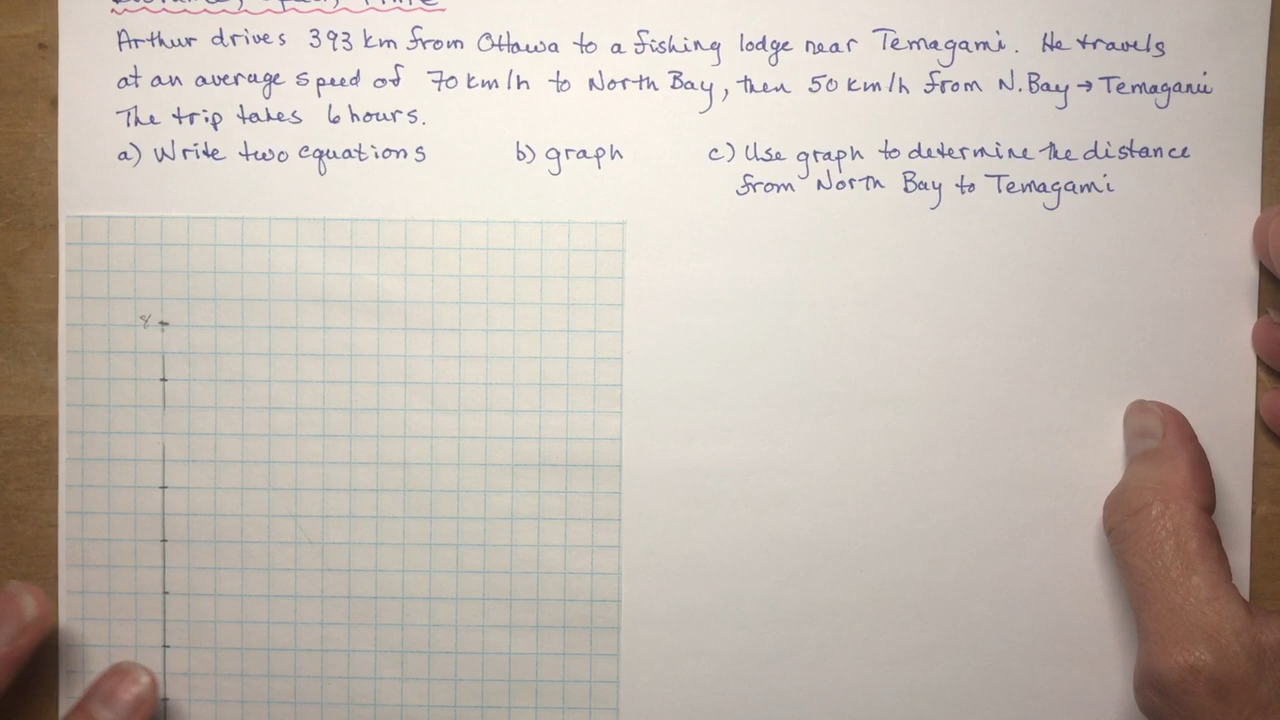 Arthur drives 393 km from Ottawa to a fishing lodge near Temagami. He travels
at an average speed of 70 km/h to North Bay, then 50 km/h from N. Bay → Temagami
The trip takes 6 hours.
a) Write two equations b) graph c) Use graph to determine the distance
from North Bay to Temagami
8